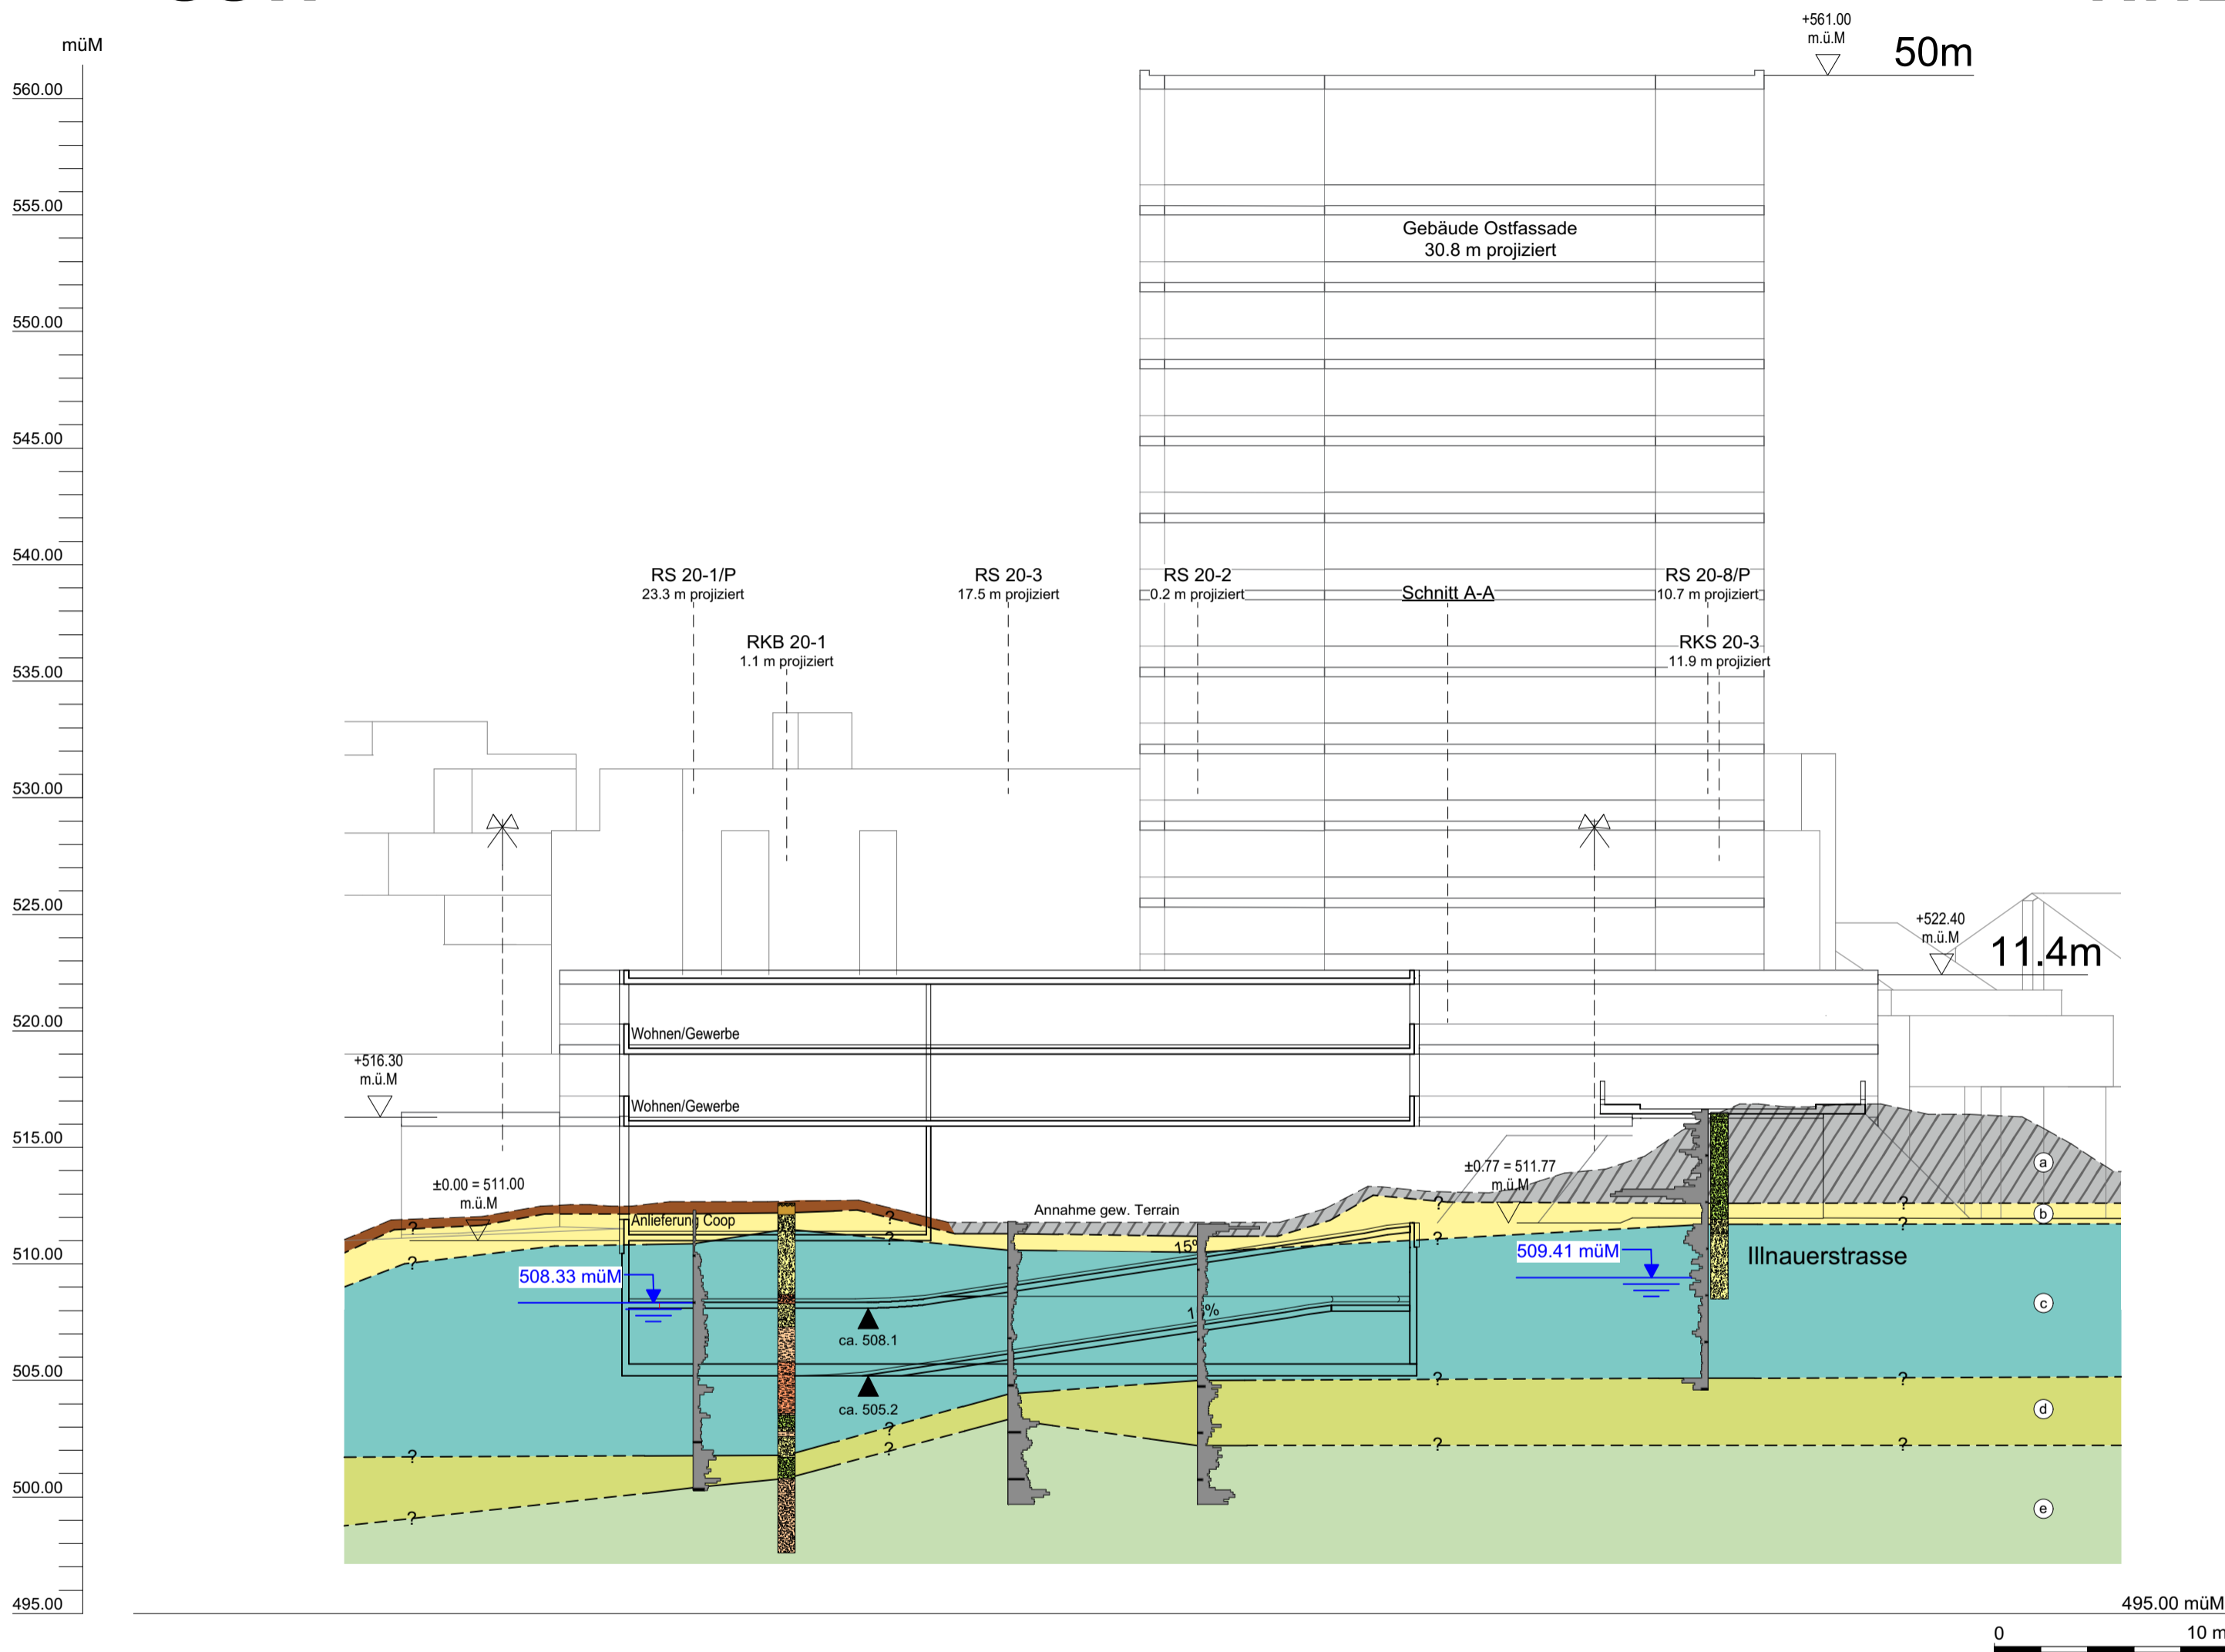 müM
+561.00
m.ü.M
50m
560.00
555.00
Gebäude Ostfassade
30.8 m projiziert
550.00
545.00
540.00
RS 20-1/P
23.3 m projiziert
RS 20-3
17.5 m projiziert
RS 20-2
0.2 m projiziert
Schnitt A-A
RS 20-8/P
10.7 m projiziert
RKB 20-1
1.1 m projiziert
RKS 20-3
11.9 m projiziert
535.00
530.00
525.00
+522.40
m.ü.M
11.4m
520.00
Wohnen/Gewerbe
+516.30
m.ü.M
Wohnen/Gewerbe
515.00
±0.00 = 511.00
m.ü.M
±0.77 = 511.77
m.ü.M
a
b
Annahme gew. Terrain
Anlieferung Coop
? ? ? ?
? ? ? ?
510.00
15%
508.33 müM
509.41 müM
Illnauerstrasse
c
ca. 508.1
505.00
ca. 505.2
? ?
d
? ? ? ? ?
500.00
?
e
495.00
495.00 müM
0 10 m